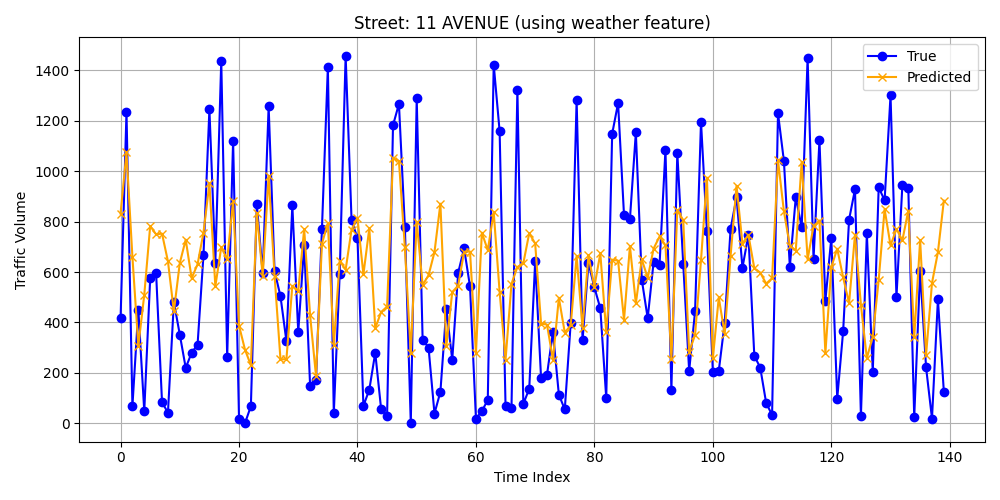 Street: 11 AVENUE (using weather feature)
True
Predicted
Traffic Volume
1400
1200
1000
800
600
400
200
0
0 20 40 60 80 100 120 140
Time Index